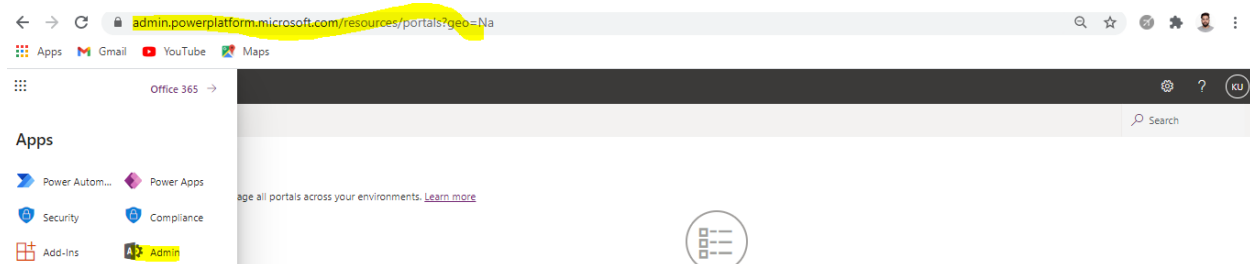 admin.powerplatform.microsoft.com/resources/portals?geo=Na
Apps Gmail YouTube Maps
Office 365 →
? KU
Search
Apps
Power Autom... Power Apps
age all portals across your environments. Learn more
Security Compliance
Add-Ins Admin